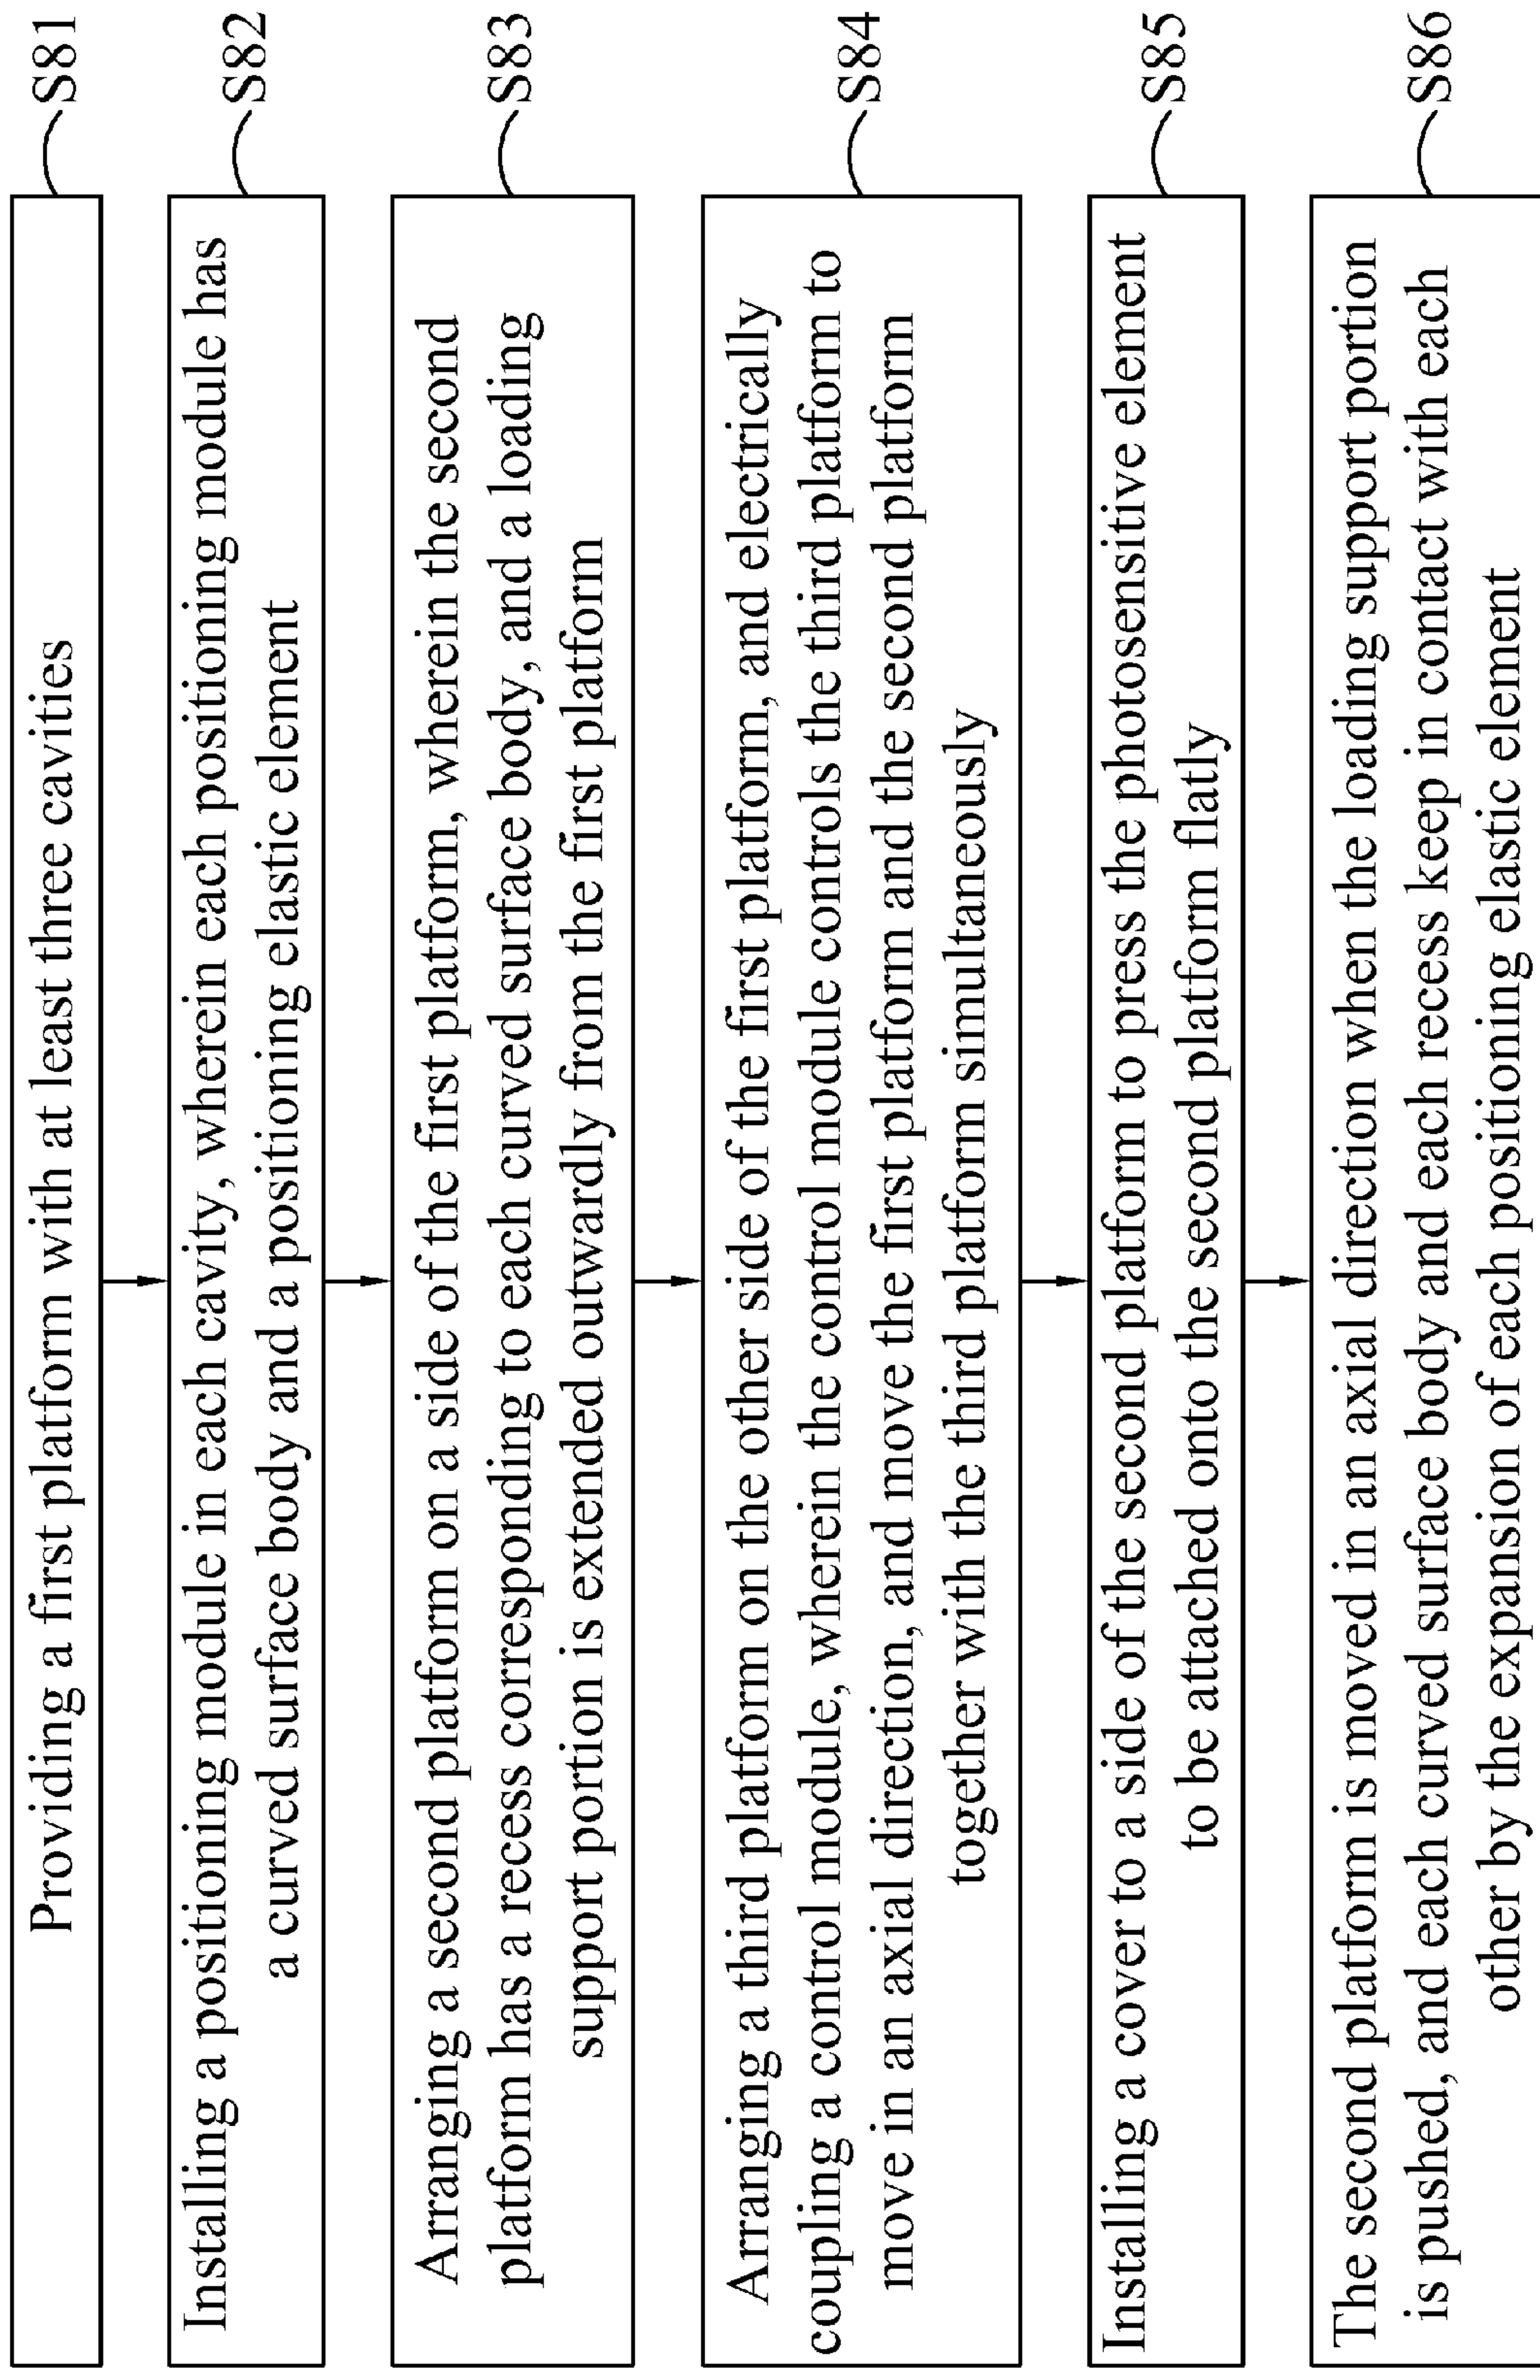 Providing a first platform with at least three cavities
S81
Installing a positioning module in each cavity, wherein each positioning module has
a curved surface body and a positioning elastic element
S82
Arranging a second platform on a side of the first platform, wherein the second
platform has a recess corresponding to each curved surface body, and a loading
support portion is extended outwardly from the first platform
S83
Arranging a third platform on the other side of the first platform, and electrically
coupling a control module, wherein the control module controls the third platform to
move in an axial direction, and move the first platform and the second platform
together with the third platform simultaneously
S84
Installing a cover to a side of the second platform to press the photosensitive element
to be attached onto the second platform flatly
S85
The second platform is moved in an axial direction when the loading support portion
is pushed, and each curved surface body and each recess keep in contact with each
other by the expansion of each positioning elastic element
S86